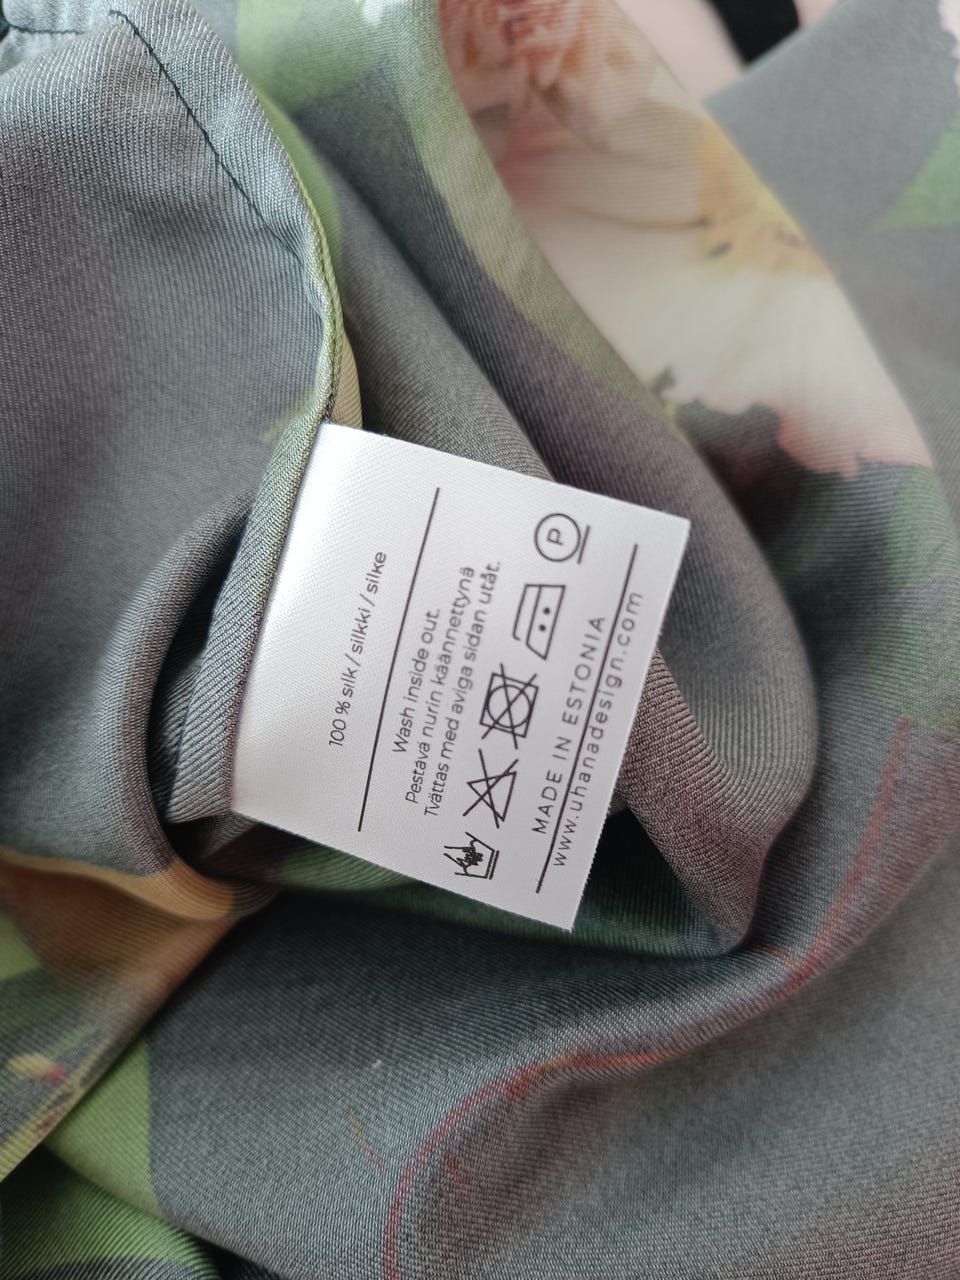 100 % silk / silkki / silke
Wash inside out.
Pestävä nurin käännettynä
Tvättas med aviga sidan utåt.
P
MADE IN ESTONIA
www.uhanadesign.com